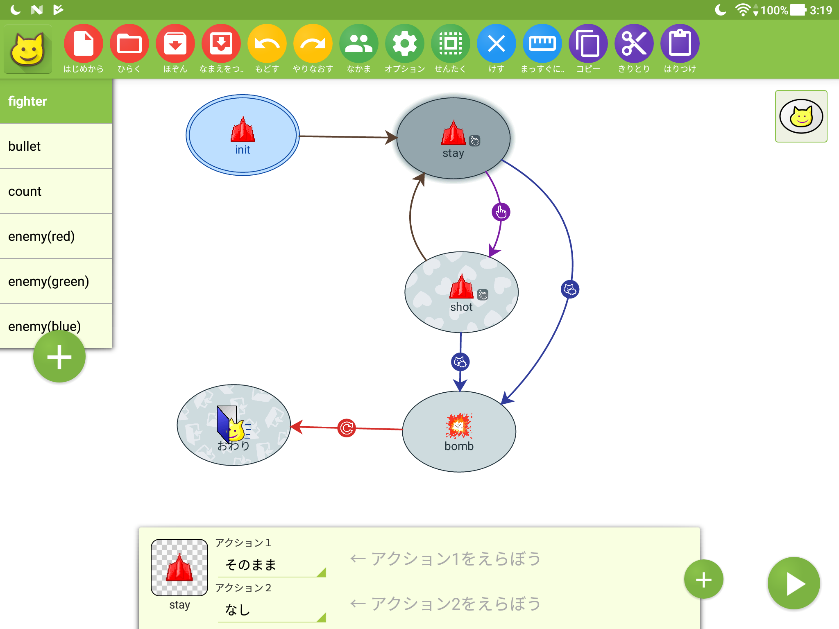 100% 3:19
はじめから ひらく ほぞん なまえをつ.. もどす やりなおす なかま オプション せんたく けす まっすぐに.. コピー きりとり はりつけ
fighter
bullet
count
enemy(red)
enemy(green)
enemy(blue)
init
stay
shot
おわり
bomb
アクション１
そのまま
← アクション1をえらぼう
アクション２
なし
← アクション2をえらぼう
stay